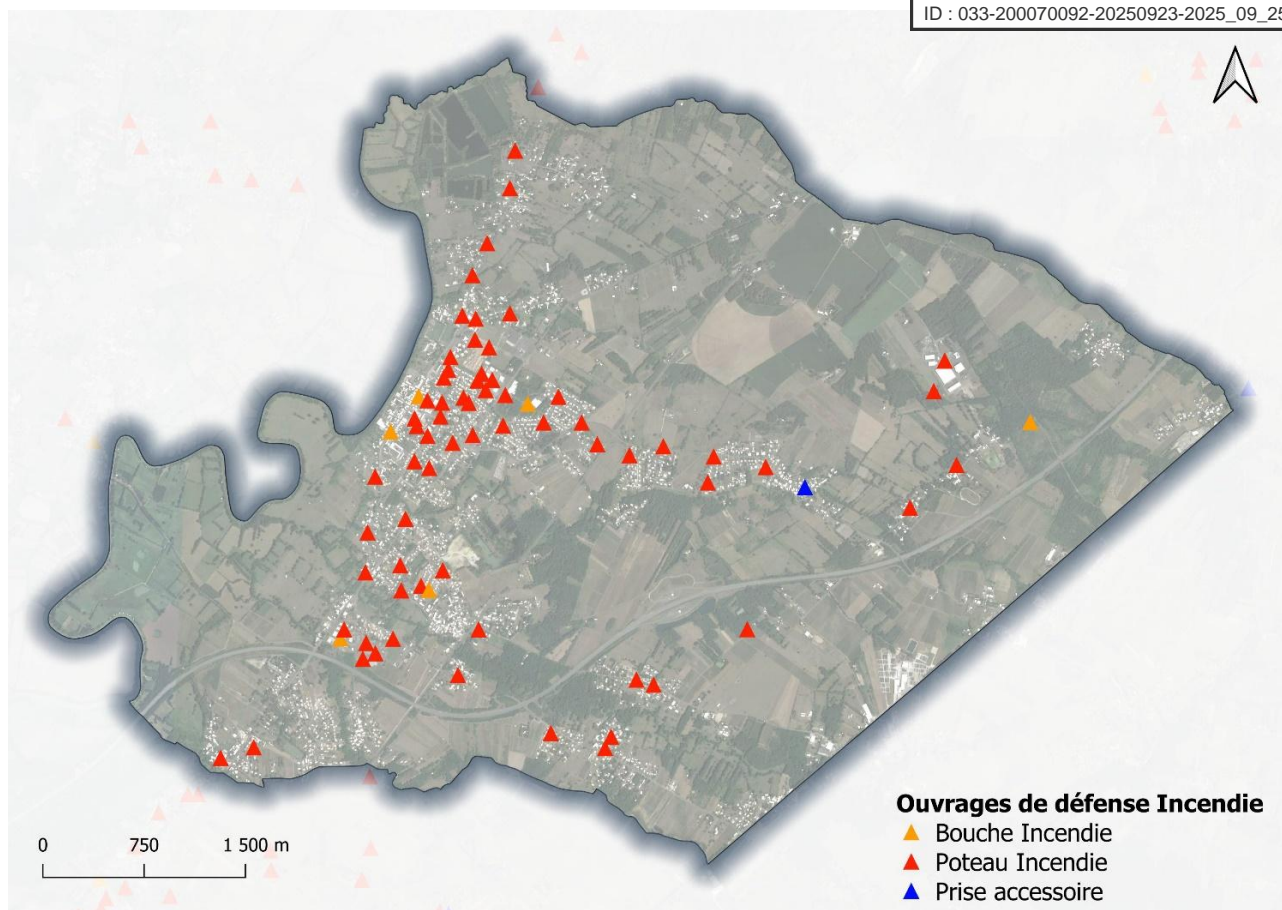 ID : 033-200070092-20250923-2025_09_25
Ouvrages de défense Incendie
Bouche Incendie
Poteau Incendie
Prise accessoire
0 750 1 500 m